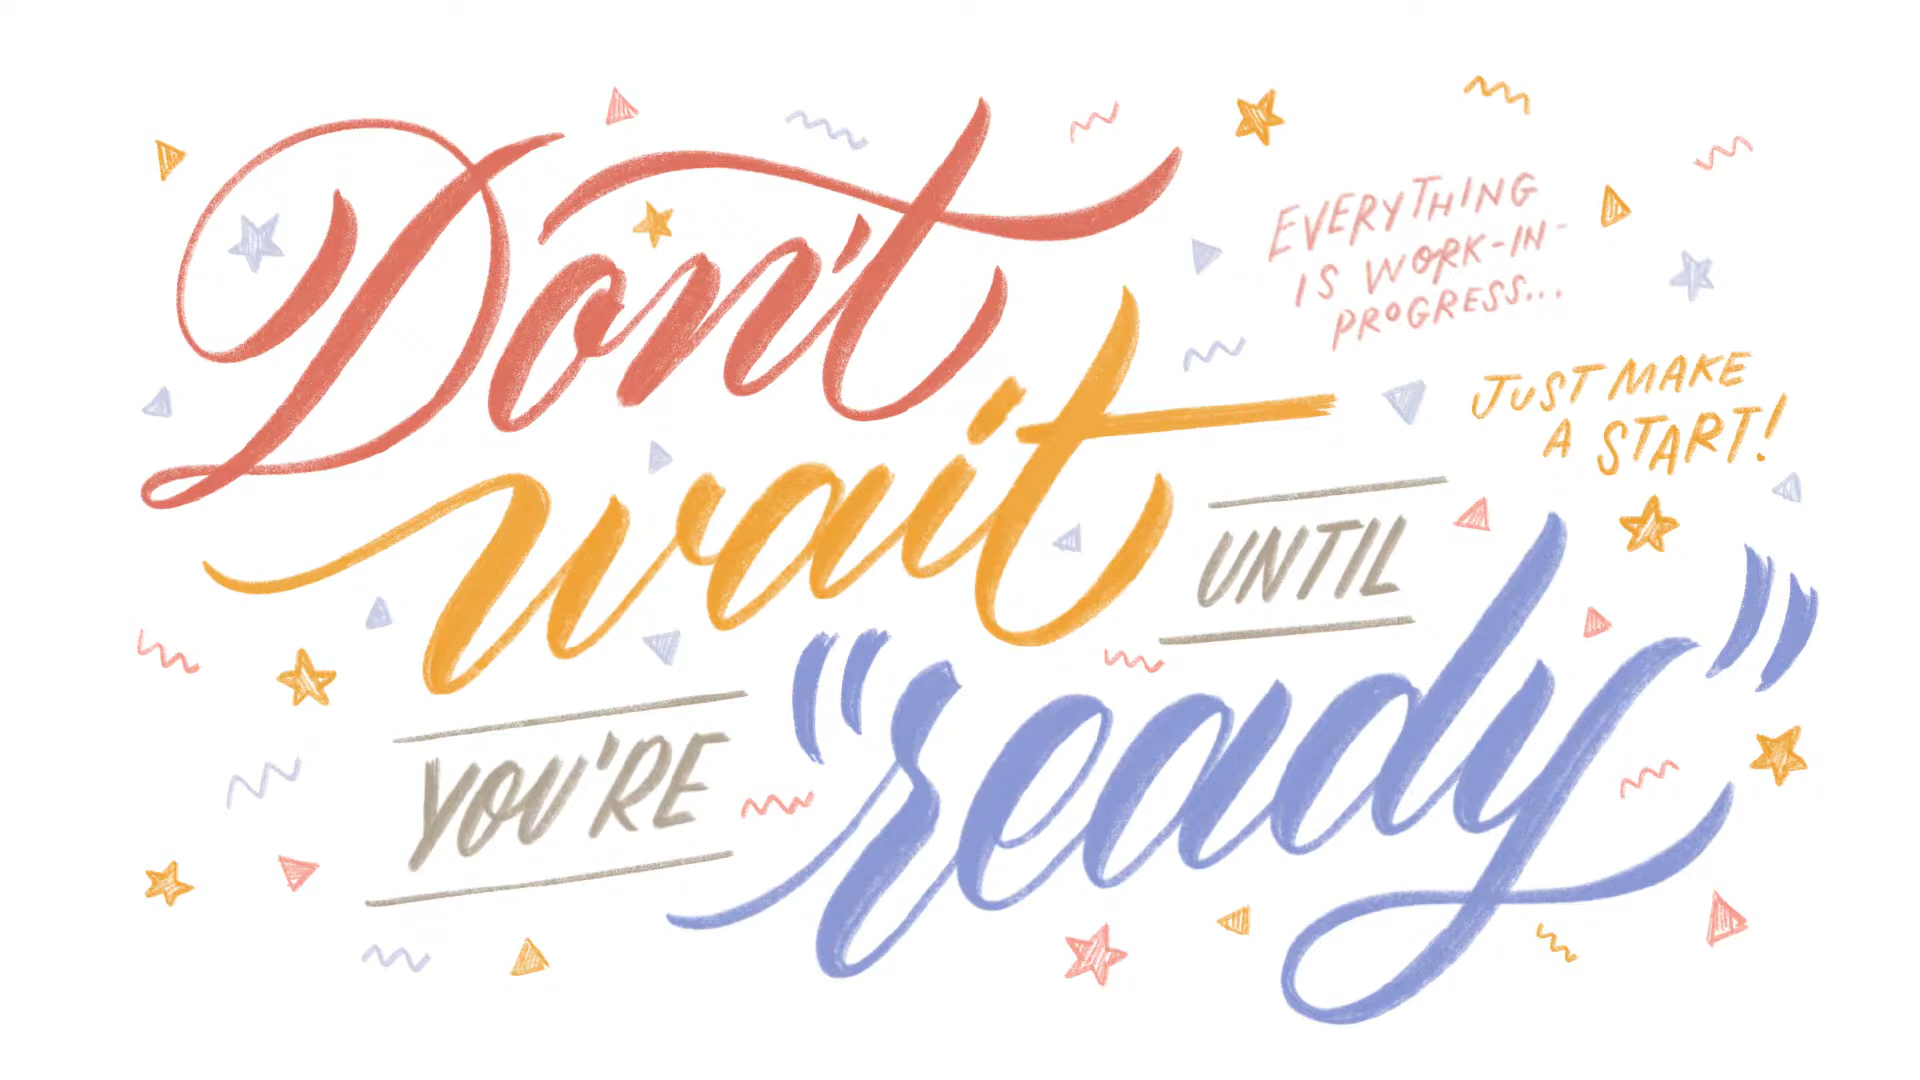 Don't
wait
UNTIL
YOU'RE
"ready"
EVERYTHING
IS WORK-IN-
PROGRESS...
JUST MAKE
A START!